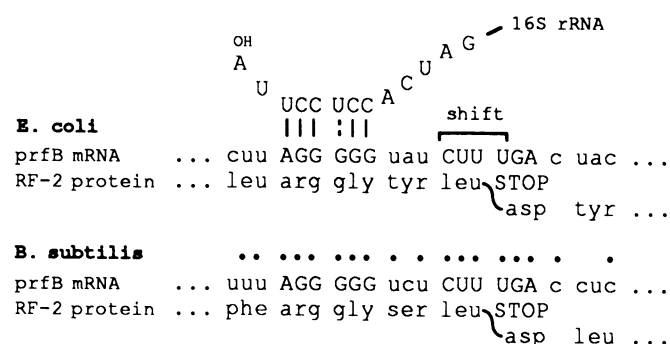 OH
A U UCC UCC A C U A G 16S rRNA
shift
E. coli
prfB mRNA ... cuu AGG GGG uau CUU UGA c uac ...
RF-2 protein ... leu arg gly tyr leu STOP
asp tyr ...
B. subtilis
prfB mRNA ... uuu AGG GGG ucu CUU UGA c cuc ...
RF-2 protein ... phe arg gly ser leu STOP
asp leu ...